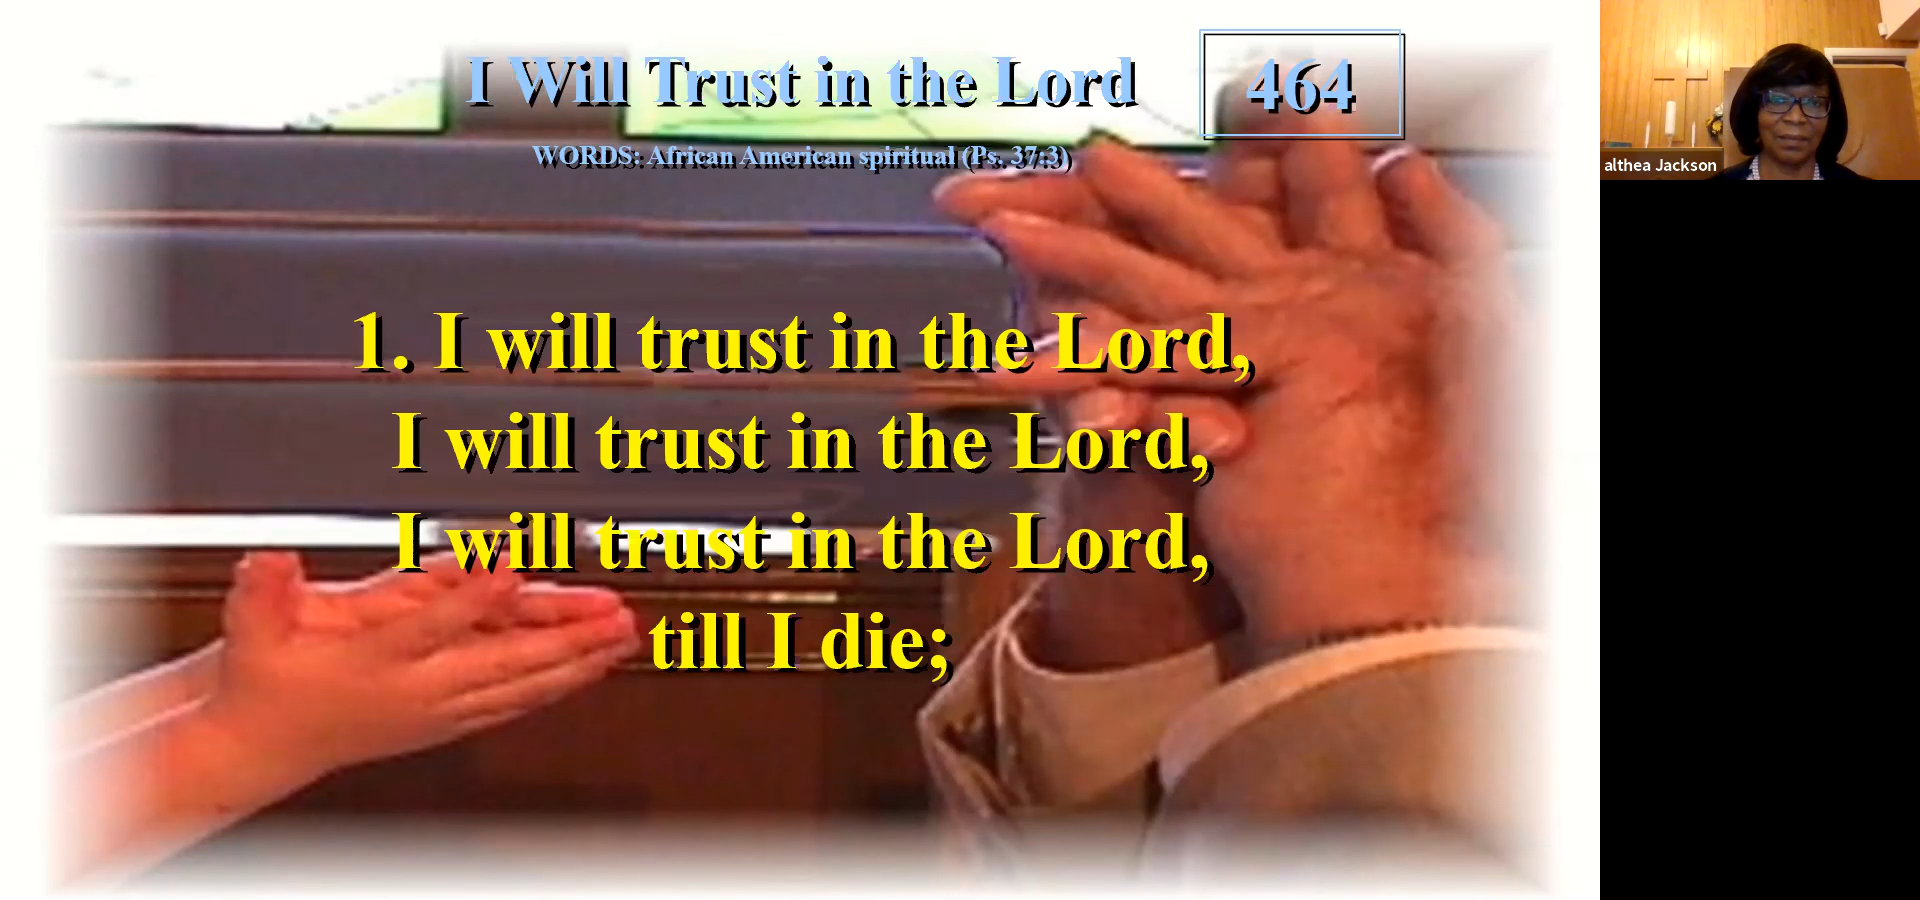 I Will Trust in the Lord
464
WORDS: African American spiritual (Ps. 37:3)
1. I will trust in the Lord,
I will trust in the Lord,
I will trust in the Lord,
till I die;
althea Jackson